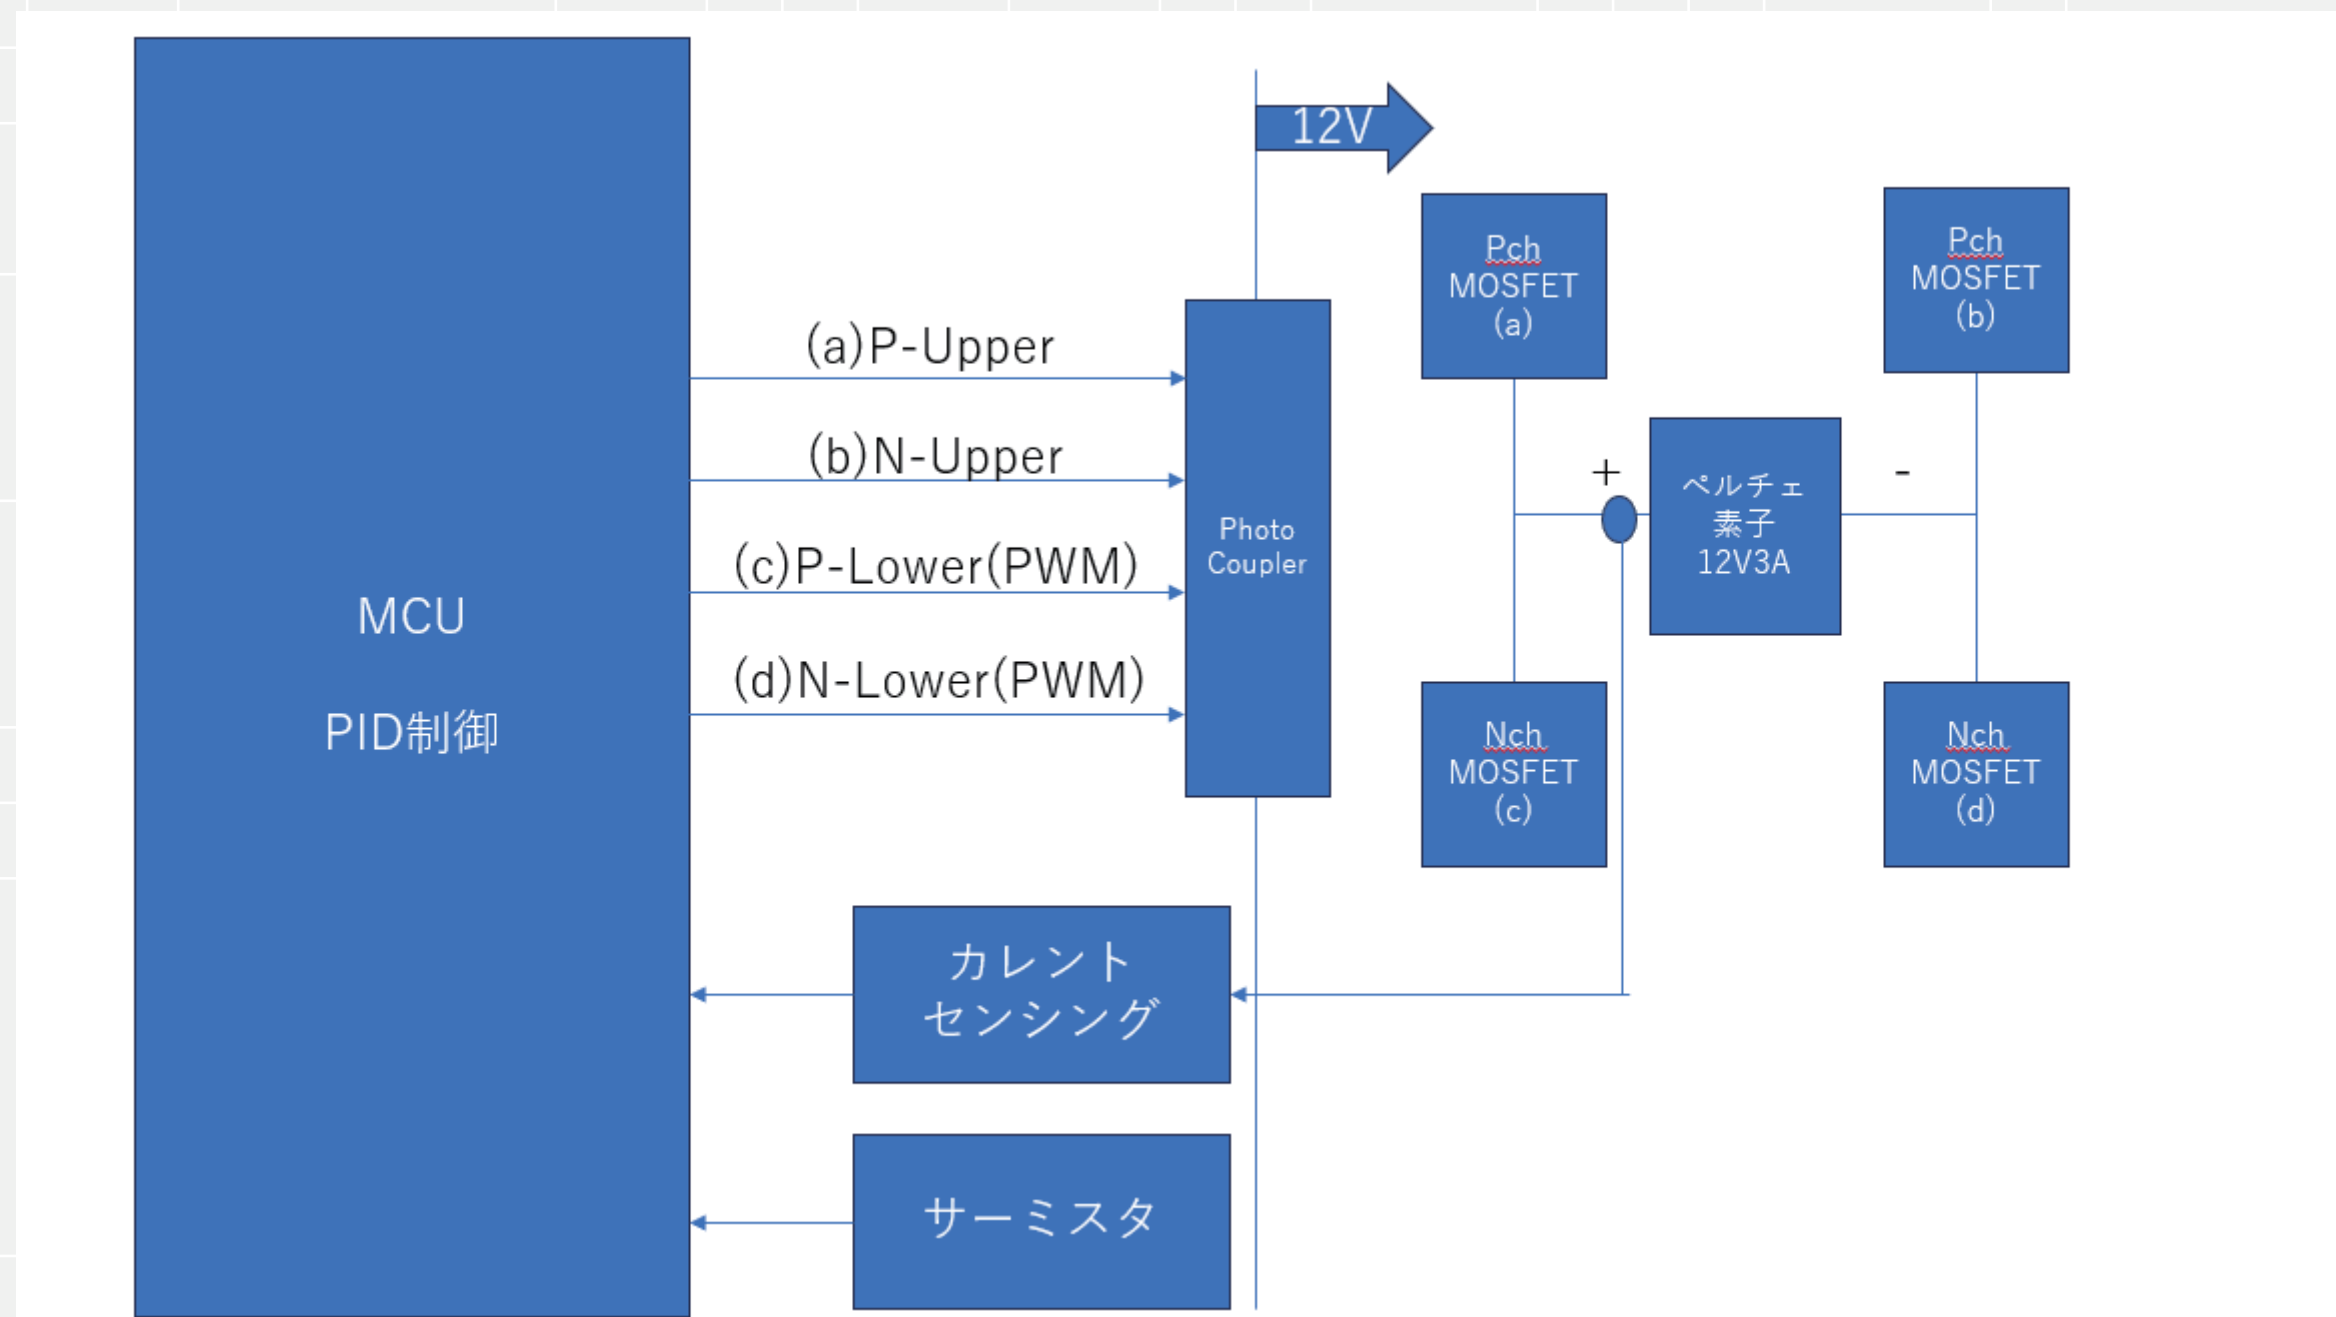 12V
Pch
MOSFET
(a)
Pch
MOSFET
(b)
(a)P-Upper
(b)N-Upper
(c)P-Lower(PWM)
(d)N-Lower(PWM)
Photo
Coupler
+
-
ペルチェ
素子
12V3A
MCU
PID制御
Nch
MOSFET
(c)
Nch
MOSFET
(d)
カレント
センシング
サーミスタ